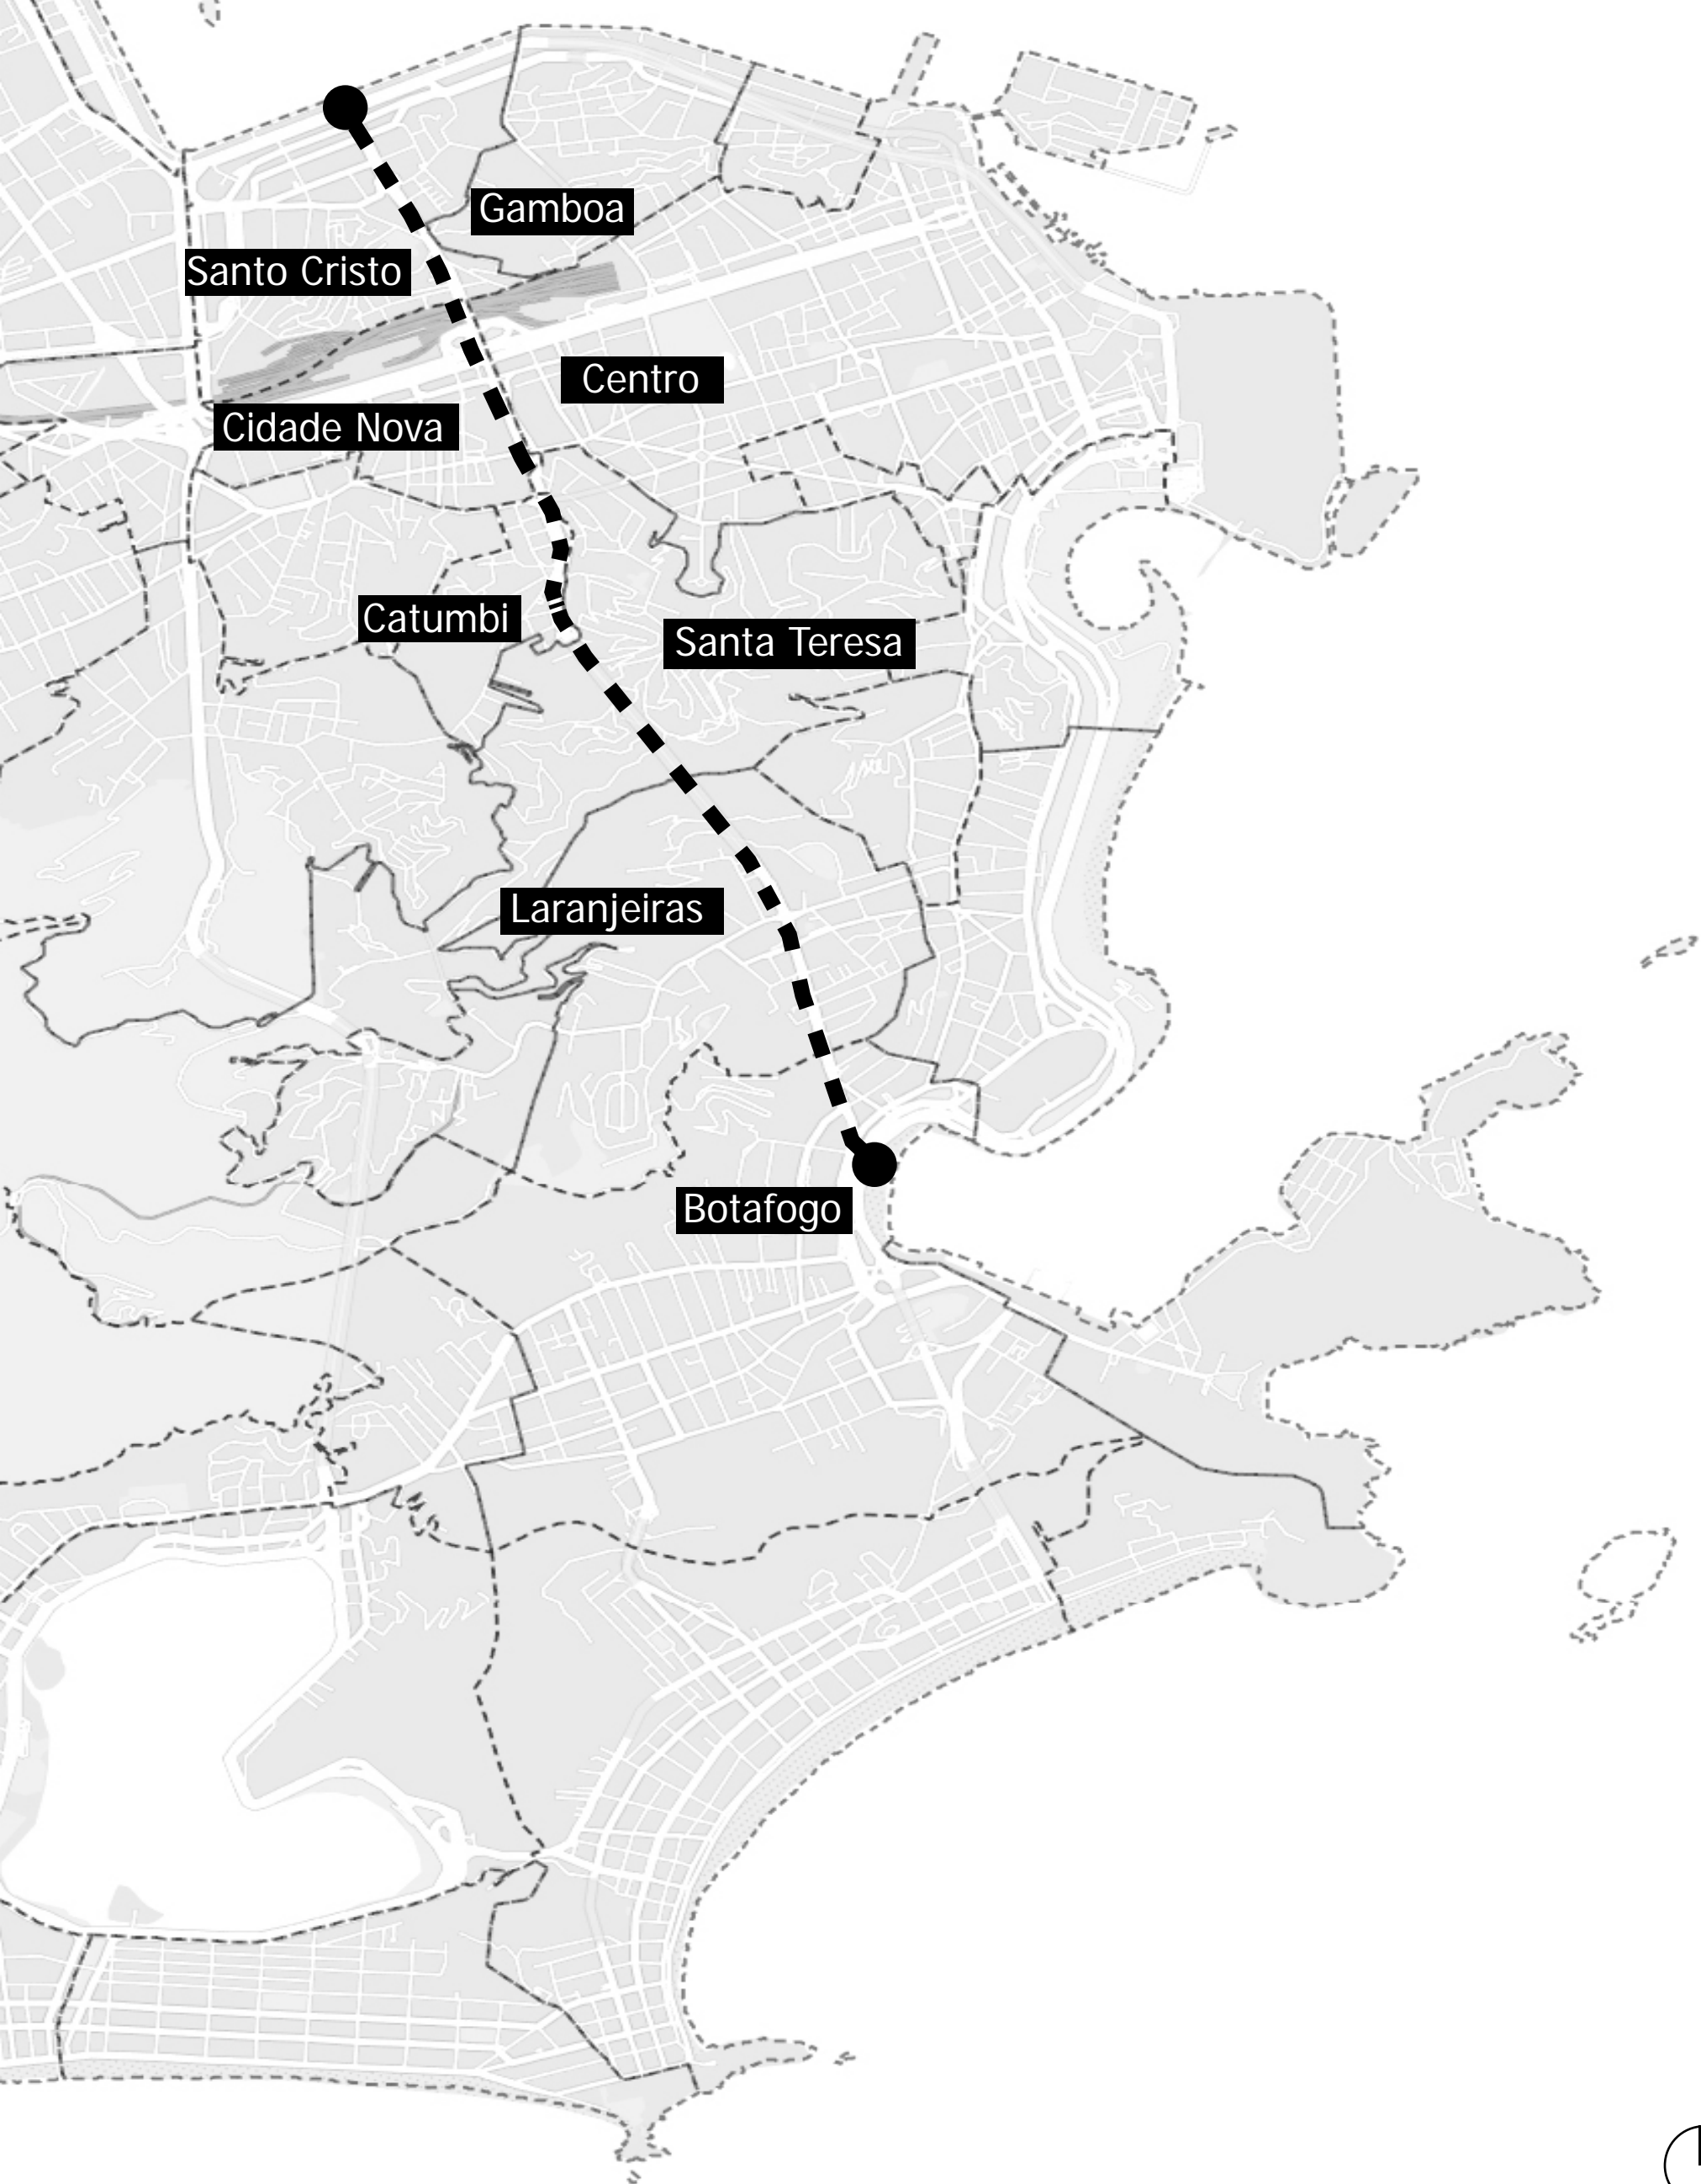 Gamboa
Santo Cristo
Centro
Cidade Nova
Catumbi
Santa Teresa
Laranjeiras
Botafogo